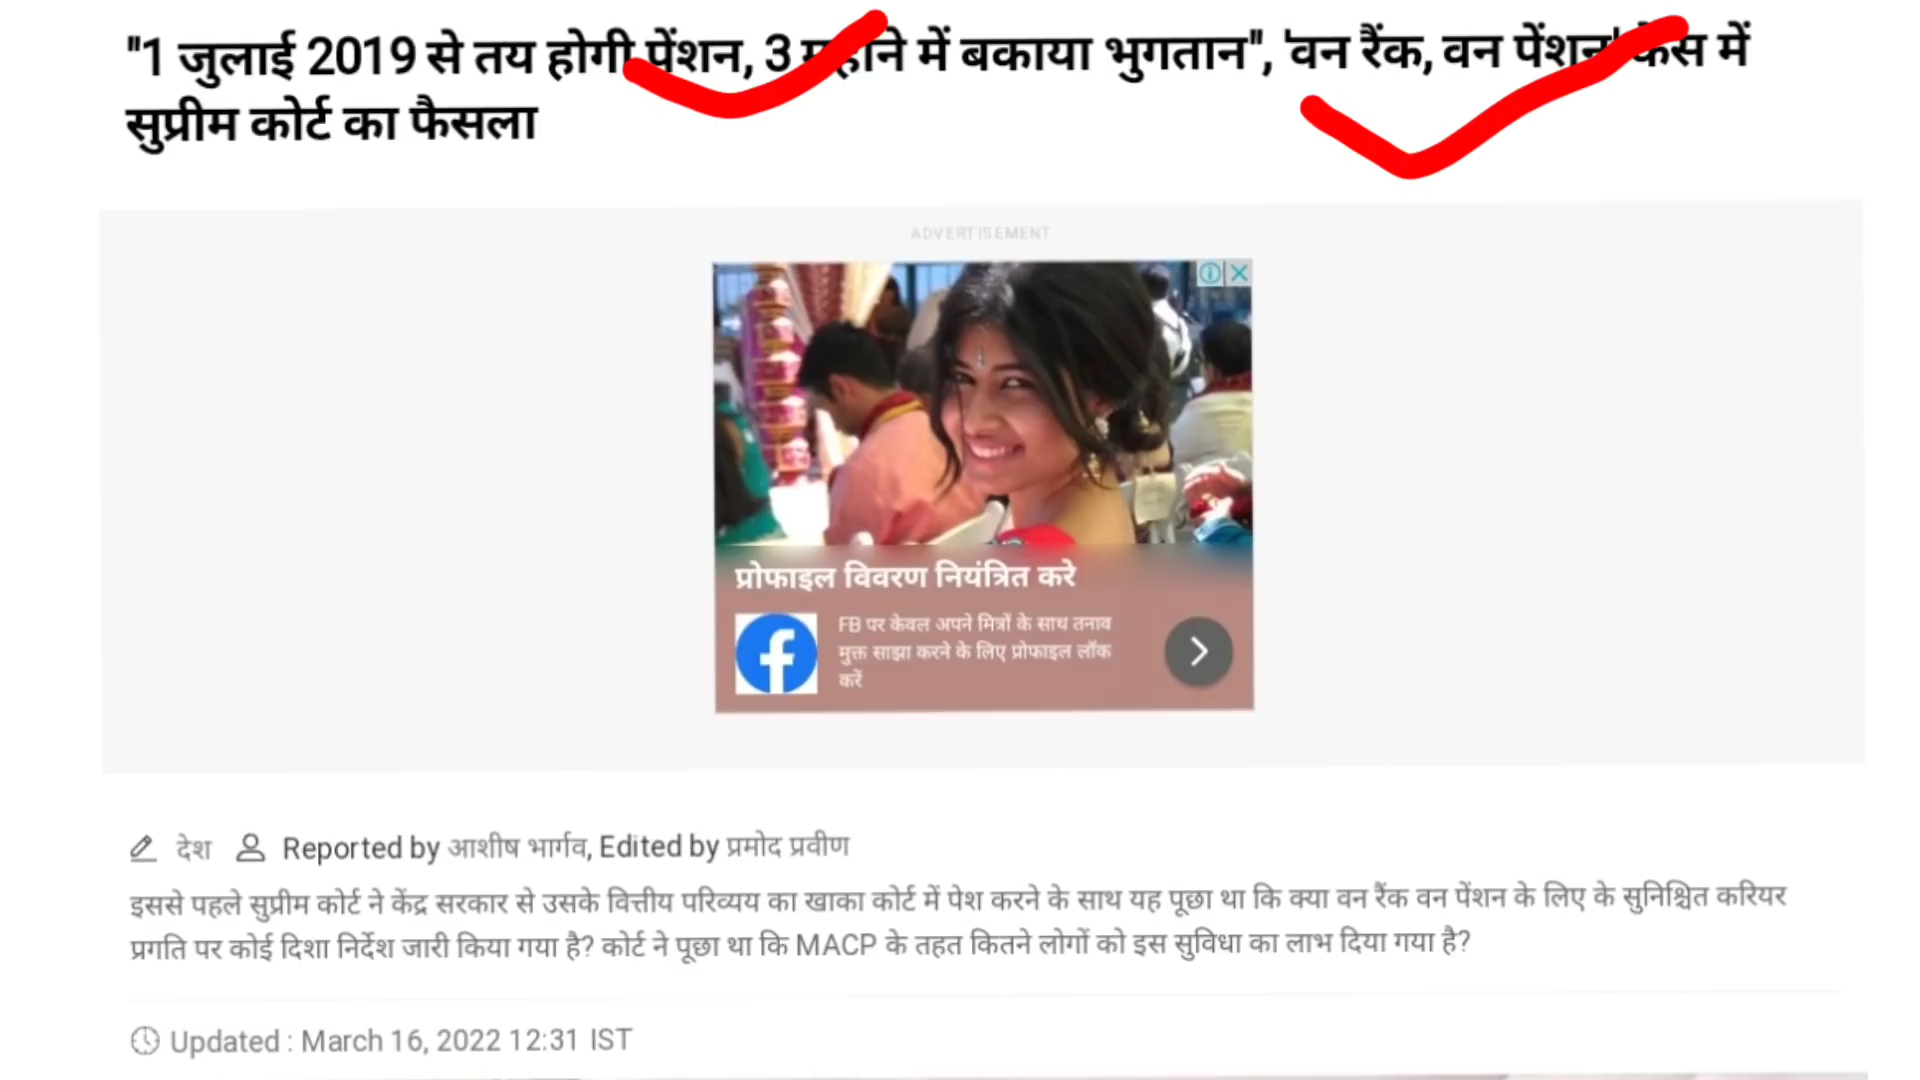 "1 जुलाई 2019 से तय होगी पेंशन, 3 महीने में बकाया भुगतान", 'वन रैंक, वन पेंशन' केस में
सुप्रीम कोर्ट का फैसला
ADVERTISEMENT
प्रोफाइल विवरण नियंत्रित करे
FB पर केवल अपने मित्रों के साथ तनाव
मुक्त साझा करने के लिए प्रोफाइल लॉक
करें
देश Reported by आशीष भार्गव, Edited by प्रमोद प्रवीण
इससे पहले सुप्रीम कोर्ट ने केंद्र सरकार से उसके वित्तीय परिव्यय का खाका कोर्ट में पेश करने के साथ यह पूछा था कि क्या वन रैंक वन पेंशन के लिए के सुनिश्चित करियर
प्रगति पर कोई दिशा निर्देश जारी किया गया है? कोर्ट ने पूछा था कि MACP के तहत कितने लोगों को इस सुविधा का लाभ दिया गया है?
Updated : March 16, 2022 12:31 IST